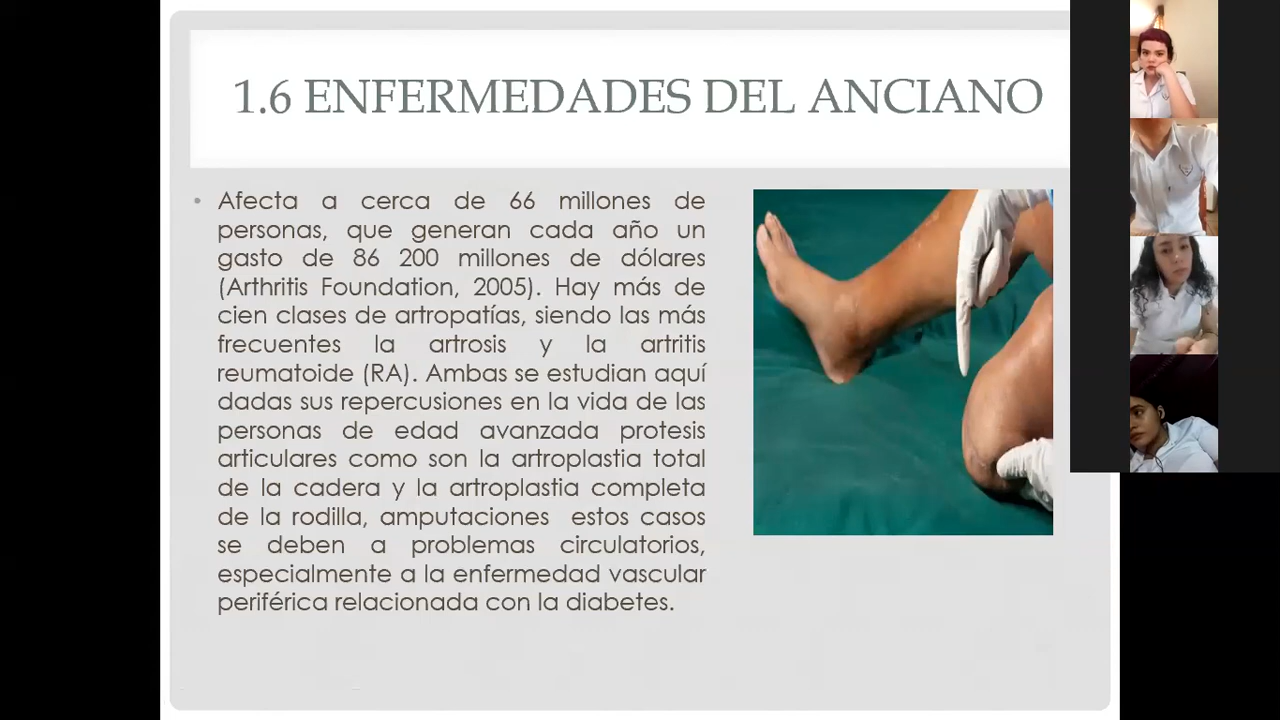 1.6 ENFERMEDADES DEL ANCIANO
• Afecta a cerca de 66 millones de
personas, que generan cada año un
gasto de 86 200 millones de dólares
(Arthritis Foundation, 2005). Hay más de
cien clases de artropatías, siendo las más
frecuentes la artrosis y la artritis
reumatoide (RA). Ambas se estudian aquí
dadas sus repercusiones en la vida de las
personas de edad avanzada protesis
articulares como son la artroplastia total
de la cadera y la artroplastia completa
de la rodilla, amputaciones estos casos
se deben a problemas circulatorios,
especialmente a la enfermedad vascular
periférica relacionada con la diabetes.